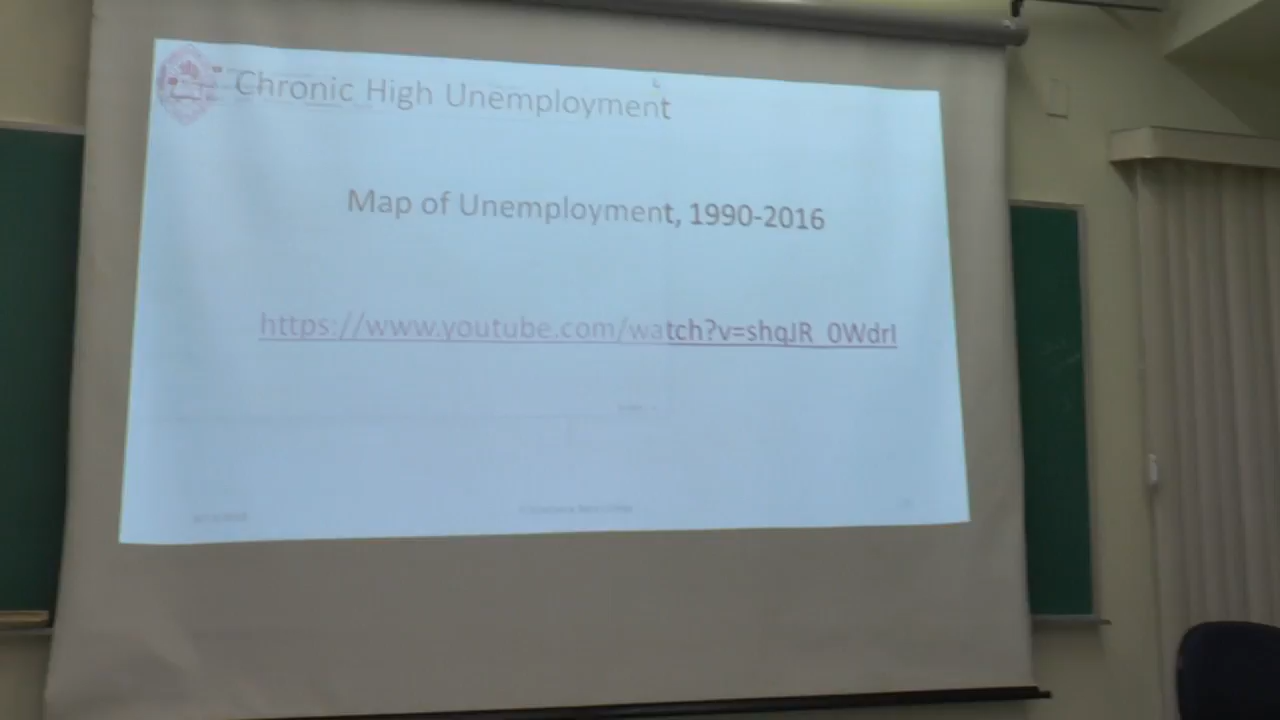 Chronic High Unemployment
Map of Unemployment, 1990-2016
https://www.youtube.com/watch?v=shqJR_0WdrI